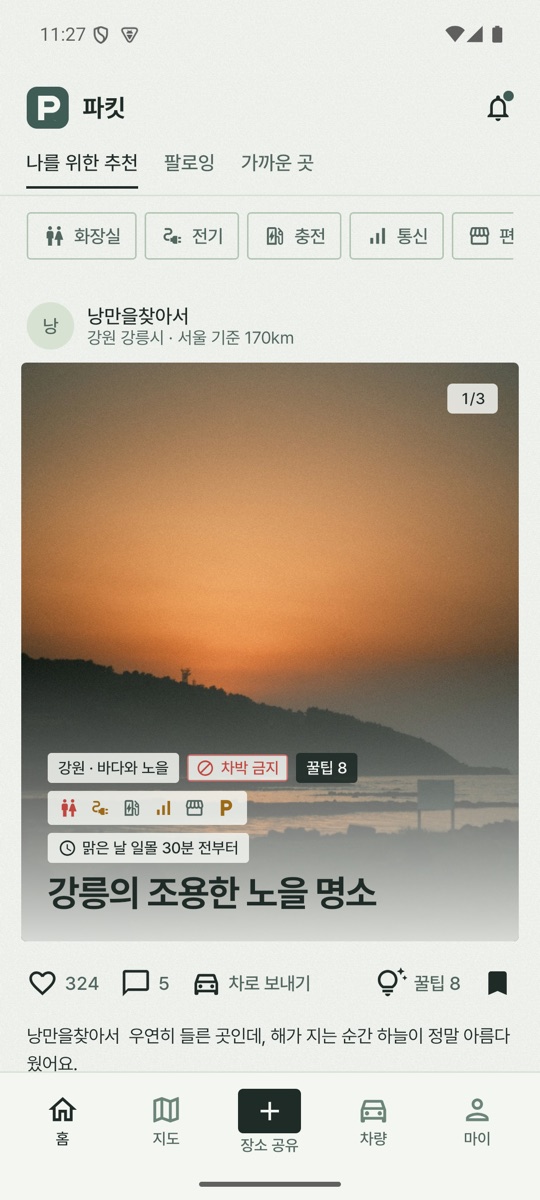 11:27
P 파킷
나를 위한 추천 팔로잉 가까운 곳
화장실 전기 충전 통신 편
낭 낭만을찾아서
강원 강릉시 · 서울 기준 170km
1/3
강원 · 바다와 노을 차박 금지 꿀팁 8
P
맑은 날 일몰 30분 전부터
강릉의 조용한 노을 명소
324 5 차로 보내기 꿀팁 8
낭만을찾아서 우연히 들른 곳인데, 해가 지는 순간 하늘이 정말 아름다
웠어요.
홈 지도 장소 공유 차량 마이